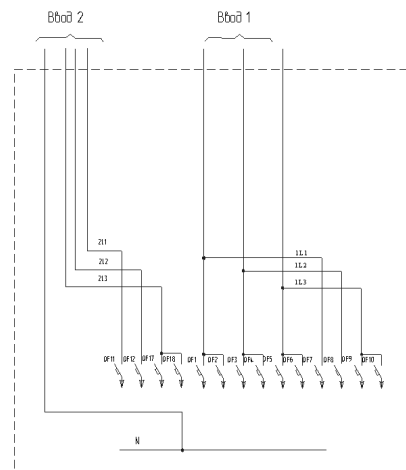 Ввод 2 Ввод 1
2L1
2L2
2L3
1L1
1L2
1L3
QF11 QF12 QF17 QF18 QF1 QF2 QF3 QF4 QF5 QF6 QF7 QF8 QF9 QF10
N